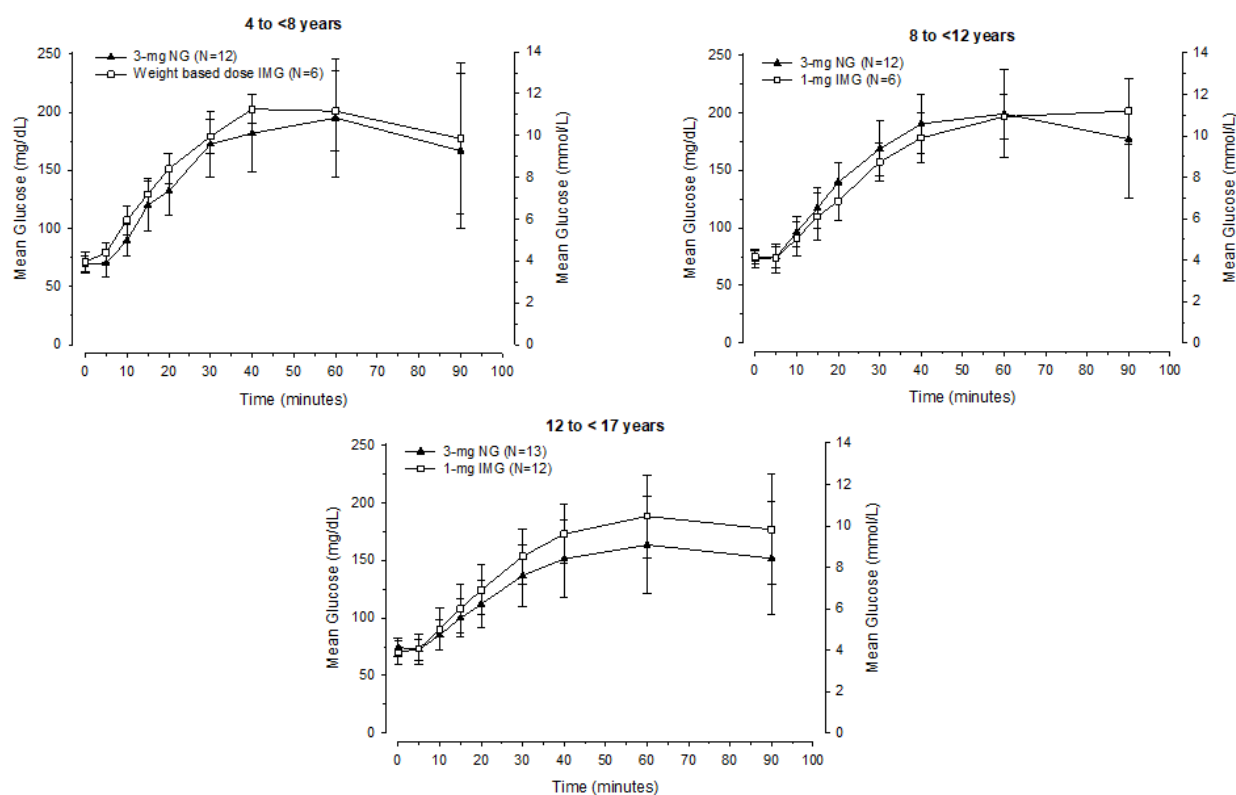 4 to <8 years
3-mg NG (N=12)
Weight based dose IMG (N=6)
Mean Glucose (mg/dL)
250
200
150
100
50
0
Mean Glucose (mmol/L)
14
12
10
8
6
4
2
0
0 10 20 30 40 50 60 70 80 90 100
Time (minutes)
8 to <12 years
3-mg NG (N=12)
1-mg IMG (N=6)
Mean Glucose (mg/dL)
250
200
150
100
50
0
Mean Glucose (mmol/L)
14
12
10
8
6
4
2
0
0 10 20 30 40 50 60 70 80 90 100
Time (minutes)
12 to < 17 years
3-mg NG (N=13)
1-mg IMG (N=12)
Mean Glucose (mg/dL)
250
200
150
100
50
0
Mean Glucose (mmol/L)
14
12
10
8
6
4
2
0
0 10 20 30 40 50 60 70 80 90 100
Time (minutes)